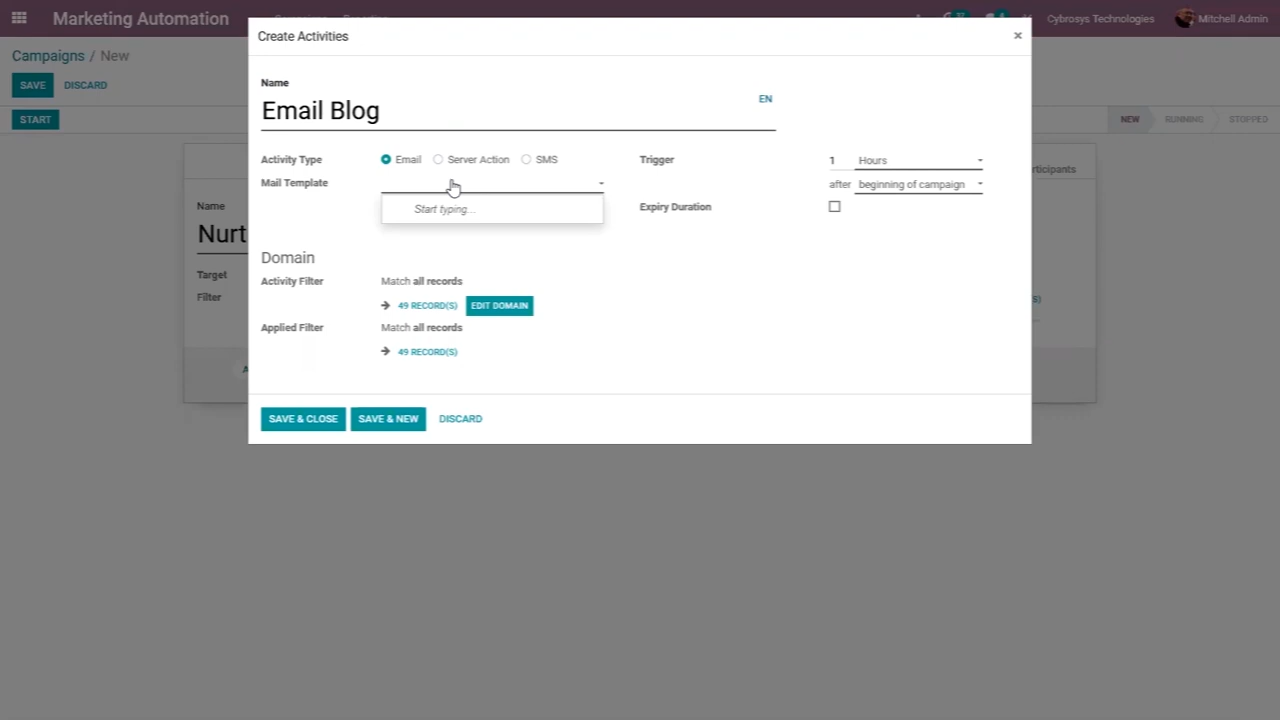 Marketing Automation
Cybrosys Technologies
Mitchell Admin
Campaigns / New
SAVE DISCARD
START
NEW RUNNING STOPPED
Create Activities ×
Name
Email Blog
EN
Activity Type Email Server Action SMS
Mail Template
Start typing...
Trigger 1 Hours
after beginning of campaign
Expiry Duration
Domain
Activity Filter Match all records
49 RECORD(S) EDIT DOMAIN
Applied Filter Match all records
49 RECORD(S)
SAVE & CLOSE SAVE & NEW DISCARD
Name
Nurt
Target
Filter
rticipants
S)